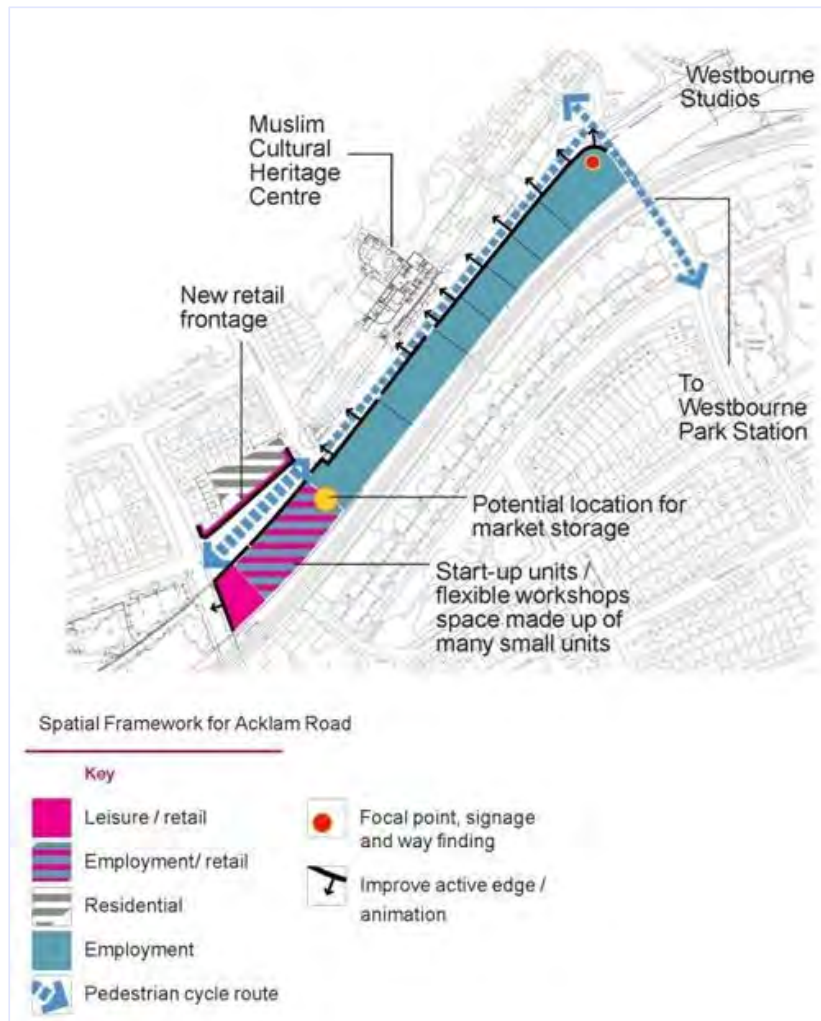 Westbourne
Studios
Muslim
Cultural
Heritage
Centre
New retail
frontage
To
Westbourne
Park Station
Potential location for
market storage
Start-up units /
flexible workshops
space made up of
many small units
Spatial Framework for Acklam Road
Key
Leisure / retail
Employment/ retail
Residential
Employment
Pedestrian cycle route
Focal point, signage
and way finding
Improve active edge /
animation